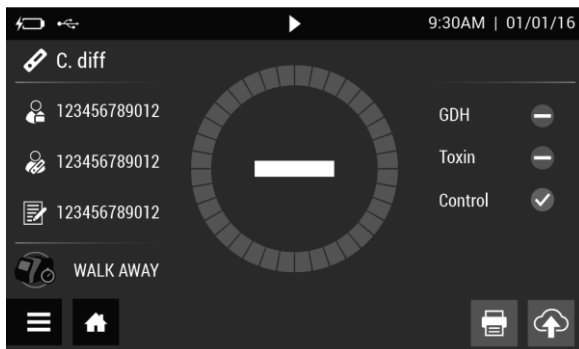 9:30AM | 01/01/16
C. diff
123456789012
123456789012
123456789012
WALK AWAY
GDH
Toxin
Control